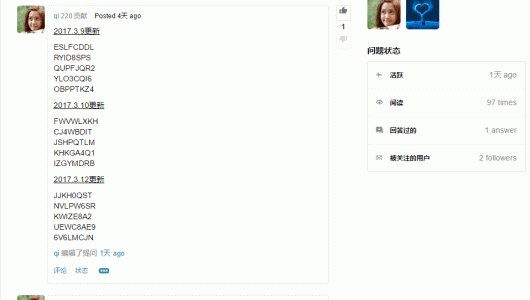 qi 228 贡献 Posted 4天 ago
2017.3.9更新
ESLFCDDL
RYID8SPS
QUPFJQR2
YLO3CQI6
OBPPTKZ4
2017.3.10更新
FWVWLXKH
CJ4WBDIT
JSHPQTLM
KHKGA4Q1
IZGYMDRB
2017.3.12更新
JJKH0QST
NVLPW6SR
KWIZE8A2
UEWC8AE9
6V6LMCJN
qi 编辑了提问 1天 ago
评论 状态
1
问题状态
活跃 1天 ago
阅读 97 times
回答过的 1 answer
被关注的用户 2 followers